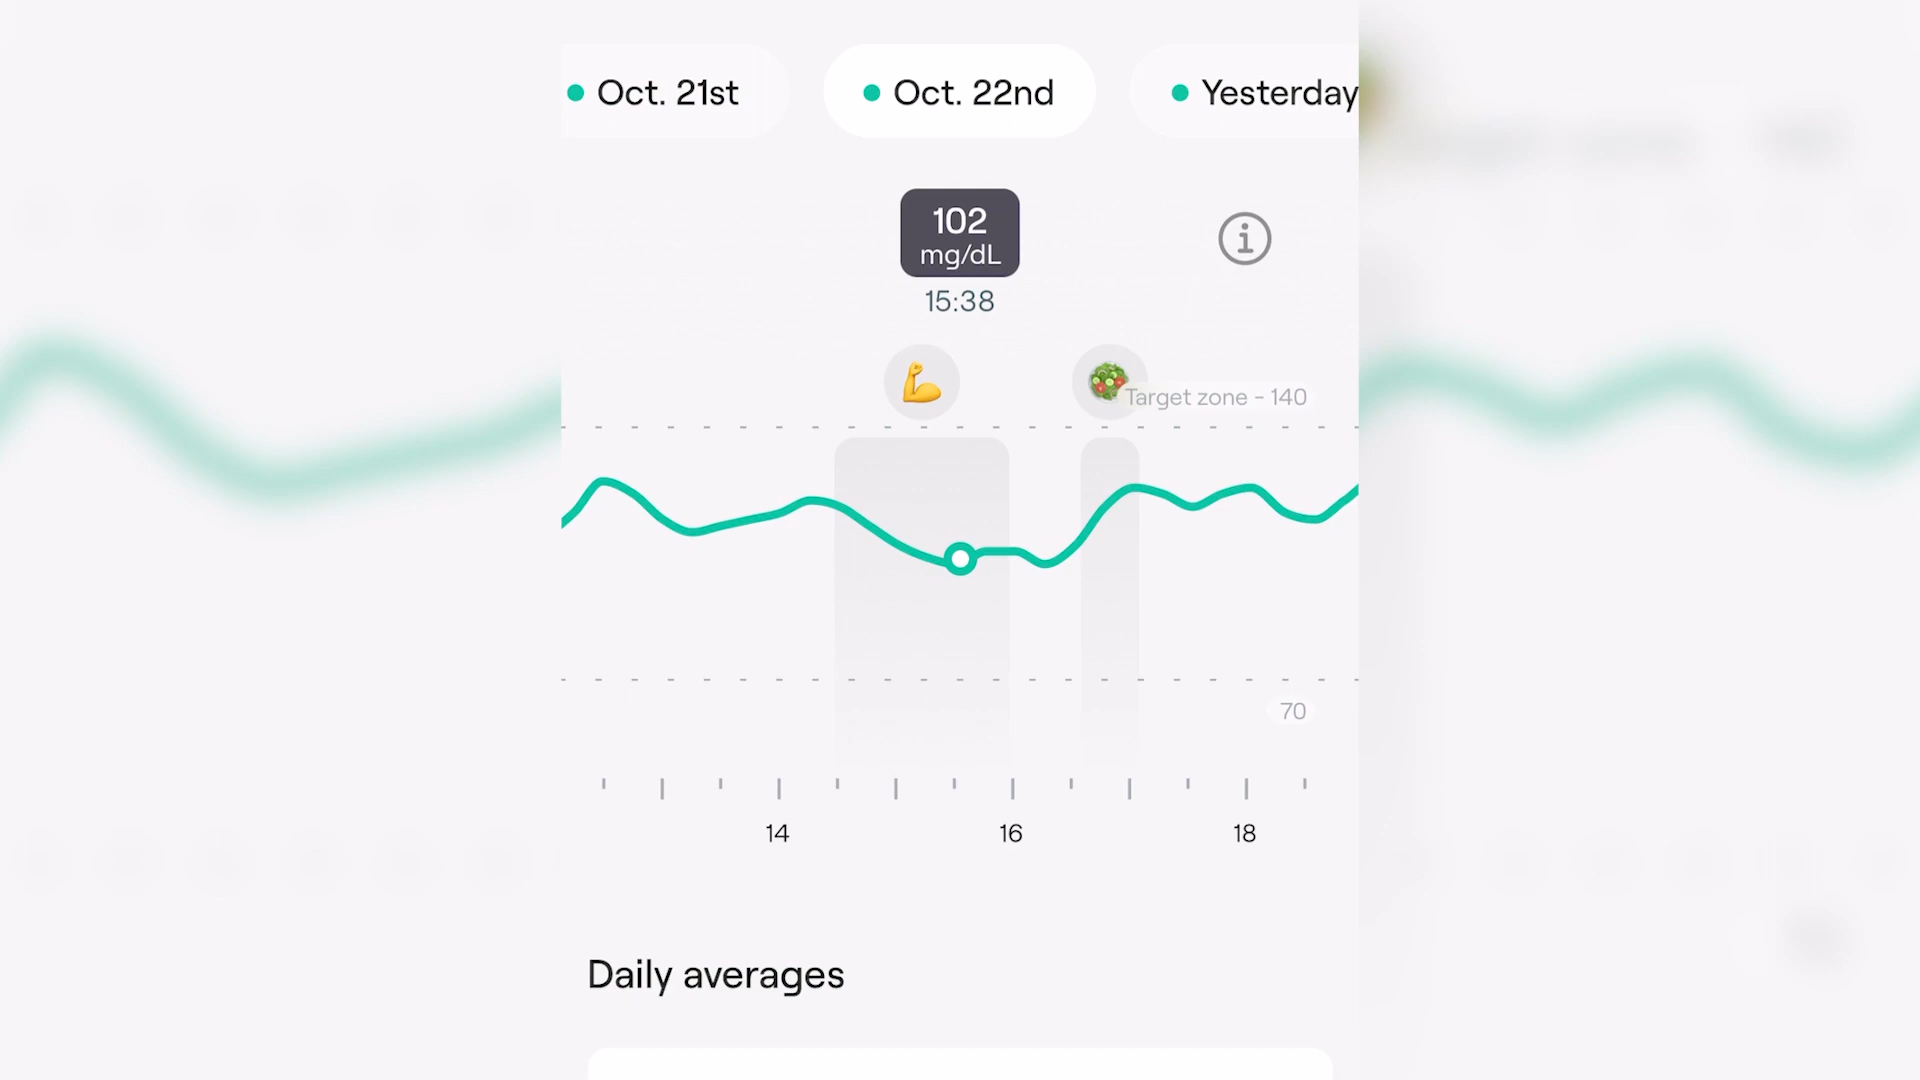 Oct. 21st
Oct. 22nd
Yesterday
102
mg/dL
15:38
Target zone - 140
70
14
16
18
Daily averages